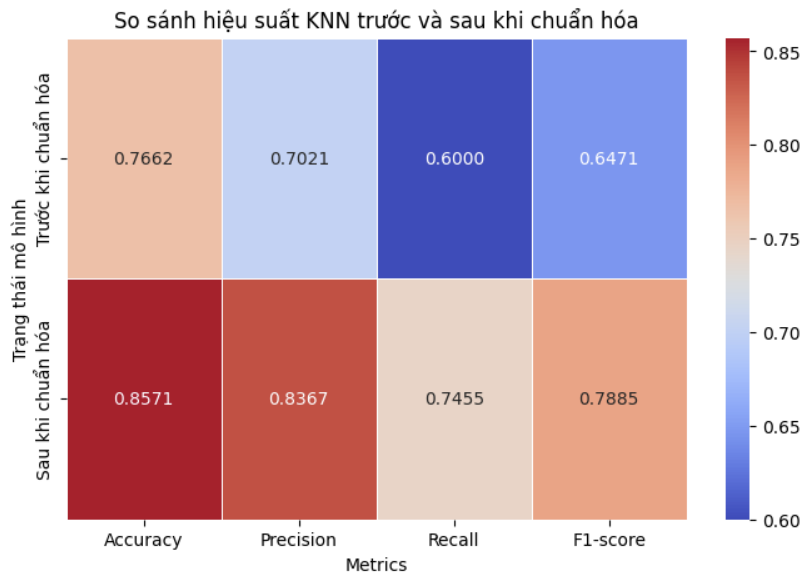 So sánh hiệu suất KNN trước và sau khi chuẩn hóa
Trạng thái mô hình
Trước khi chuẩn hóa
0.7662 0.7021 0.6000 0.6471
Sau khi chuẩn hóa
0.8571 0.8367 0.7455 0.7885
Accuracy Precision Recall F1-score
Metrics
0.85
0.80
0.75
0.70
0.65
0.60